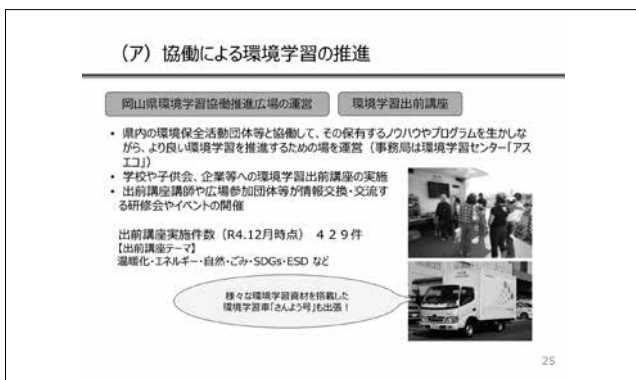 （ア）協働による環境学習の推進
岡山県環境学習協働推進広場の運営
環境学習出前講座
• 県内の環境保全活動団体等と協働して、その保有するノウハウやプログラムを生かしな
がら、より良い環境学習を推進するための場を運営（事務局は環境学習センター「アス
エコ」）
• 学校や子供会、企業等への環境学習出前講座の実施
• 出前講座講師や広場参加団体等が情報交換・交流す
る研修会やイベントの開催
出前講座実施件数（R4.12月時点） ４２９件
【出前講座テーマ】
温暖化・エネルギー・自然・ごみ・SDGs・ESD など
様々な環境学習資材を搭載した
環境学習車「さんよう号」も出張！
25